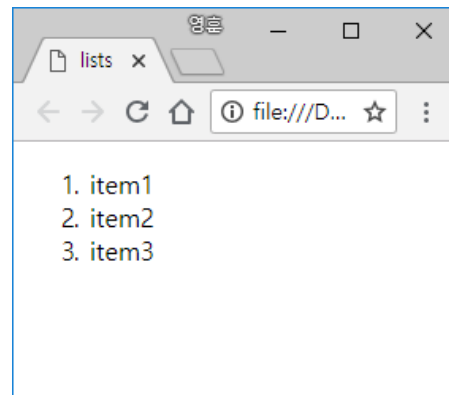 영훈
lists
file:///D...
1. item1
2. item2
3. item3